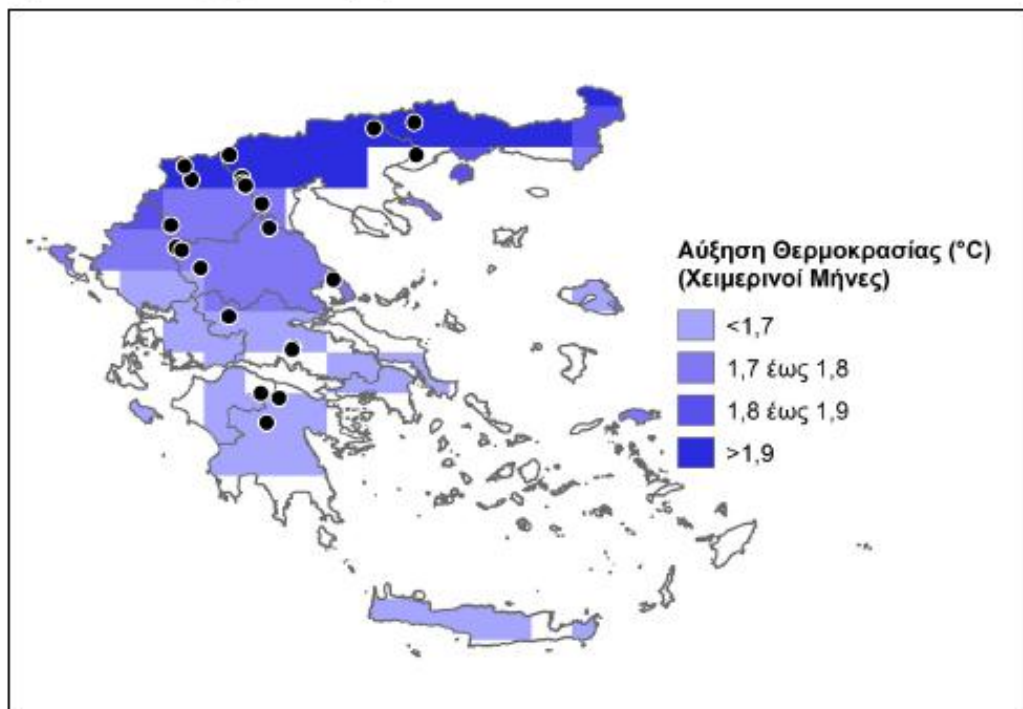 Αύξηση Θερμοκρασίας (°C)
(Χειμερινοί Μήνες)
<1,7
1,7 έως 1,8
1,8 έως 1,9
>1,9